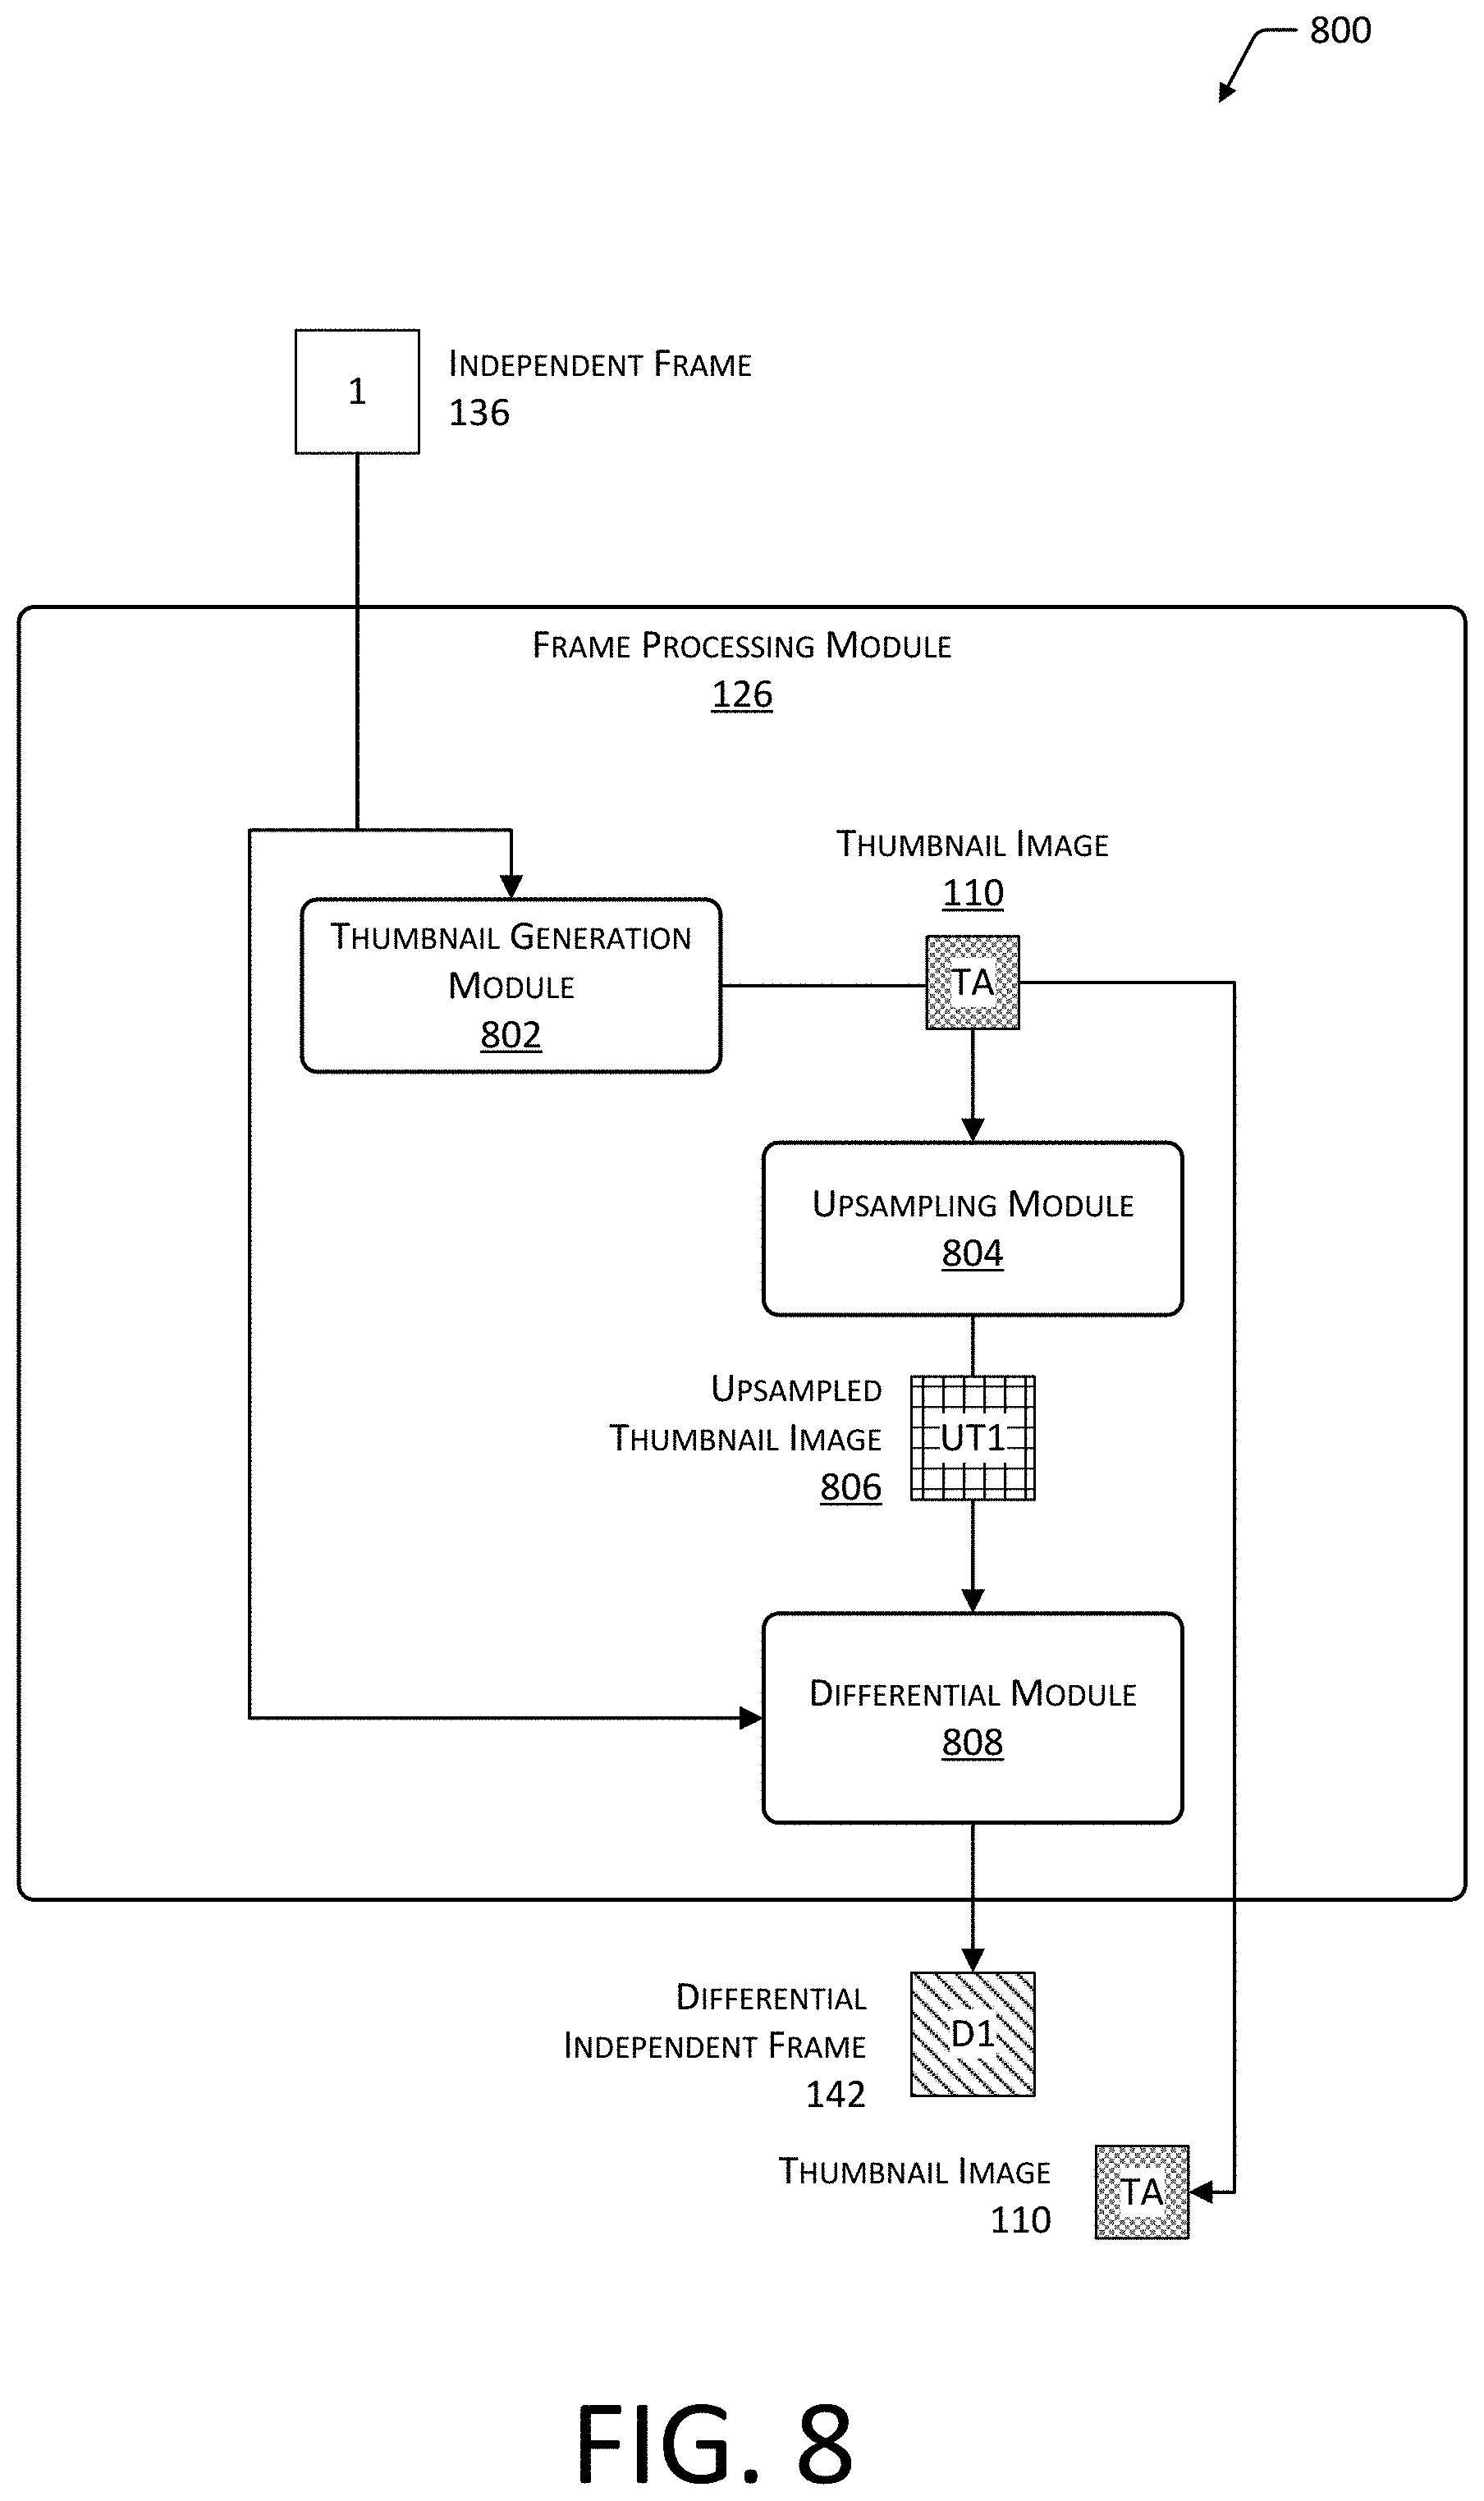 800
1
INDEPENDENT FRAME
136
FRAME PROCESSING MODULE
126
THUMBNAIL IMAGE
110
TA
THUMBNAIL GENERATION
MODULE
802
UPSAMPLING MODULE
804
UPSAMPLED
THUMBNAIL IMAGE
806
UT1
DIFFERENTIAL MODULE
808
DIFFERENTIAL
INDEPENDENT FRAME
142
D1
THUMBNAIL IMAGE
110
TA
FIG. 8